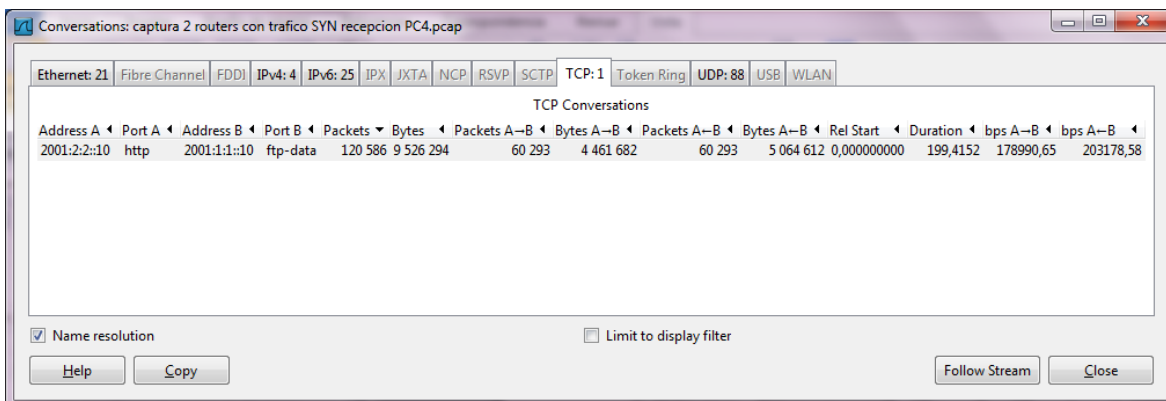 Conversations: captura 2 routers con trafico SYN recepcion PC4.pcap
Ethernet: 21 Fibre Channel FDDI IPv4: 4 IPv6: 25 IPX JXTA NCP RSVP SCTP TCP: 1 Token Ring UDP: 88 USB WLAN
TCP Conversations
Address A Port A Address B Port B Packets Bytes Packets A→B Bytes A→B Packets A←B Bytes A←B Rel Start Duration bps A→B bps A←B
2001:2:2::10 http 2001:1:1::10 ftp-data 120 586 9 526 294 60 293 4 461 682 60 293 5 064 612 0,000000000 199,4152 178990,65 203178,58
Name resolution Limit to display filter
Help Copy Follow Stream Close